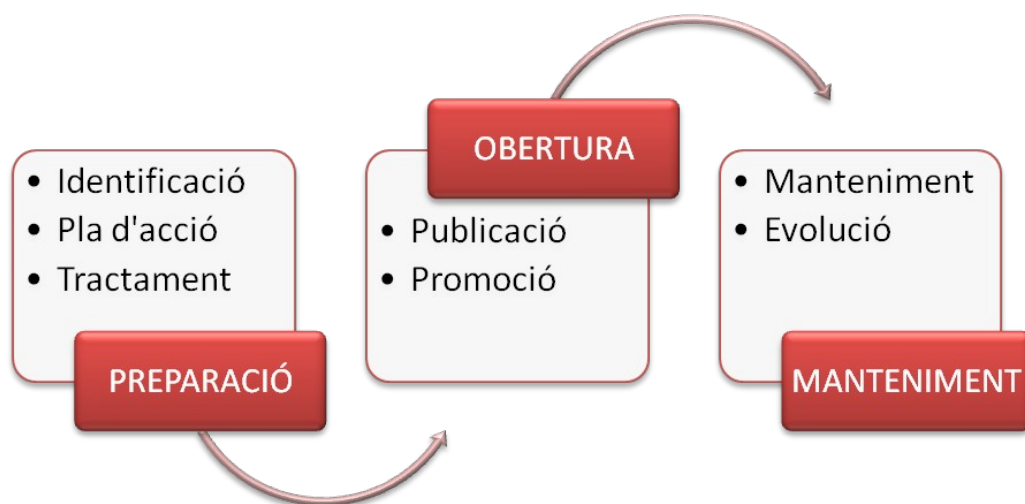 • Identificació
• Pla d'acció
• Tractament
PREPARACIÓ
OBERTURA
• Publicació
• Promoció
• Manteniment
• Evolució
MANTENIMENT